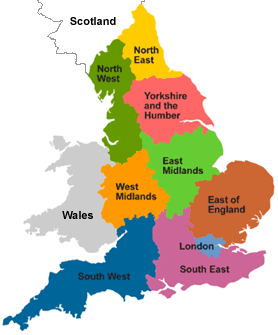 Scotland
North
East
North
West
Yorkshire
and the
Humber
East
Midlands
West
Midlands
East of
England
Wales
London
South West
South East